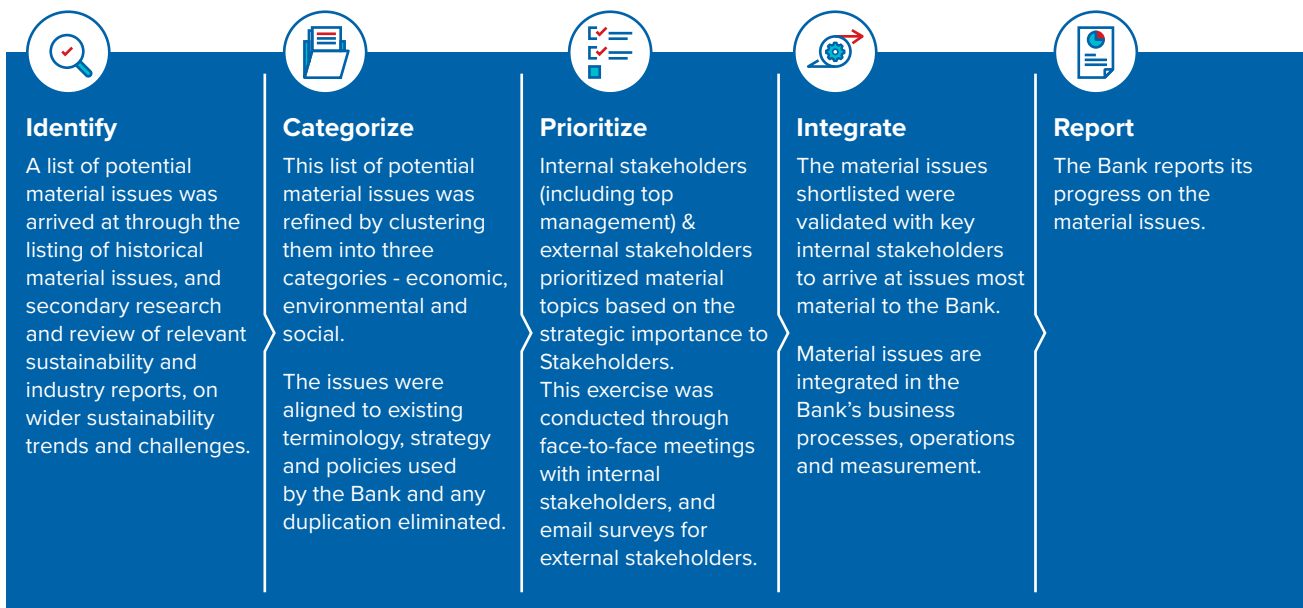 Identify
A list of potential
material issues was
arrived at through the
listing of historical
material issues, and
secondary research
and review of relevant
sustainability and
industry reports, on
wider sustainability
trends and challenges.
Categorize
This list of potential
material issues was
refined by clustering
them into three
categories - economic,
environmental and
social.
The issues were
aligned to existing
terminology, strategy
and policies used
by the Bank and any
duplication eliminated.
Prioritize
Internal stakeholders
(including top
management) &
external stakeholders
prioritized material
topics based on the
strategic importance to
Stakeholders.
This exercise was
conducted through
face-to-face meetings
with internal
stakeholders, and
email surveys for
external stakeholders.
Integrate
The material issues
shortlisted were
validated with key
internal stakeholders
to arrive at issues most
material to the Bank.
Material issues are
integrated in the
Bank’s business
processes, operations
and measurement.
Report
The Bank reports its
progress on the
material issues.